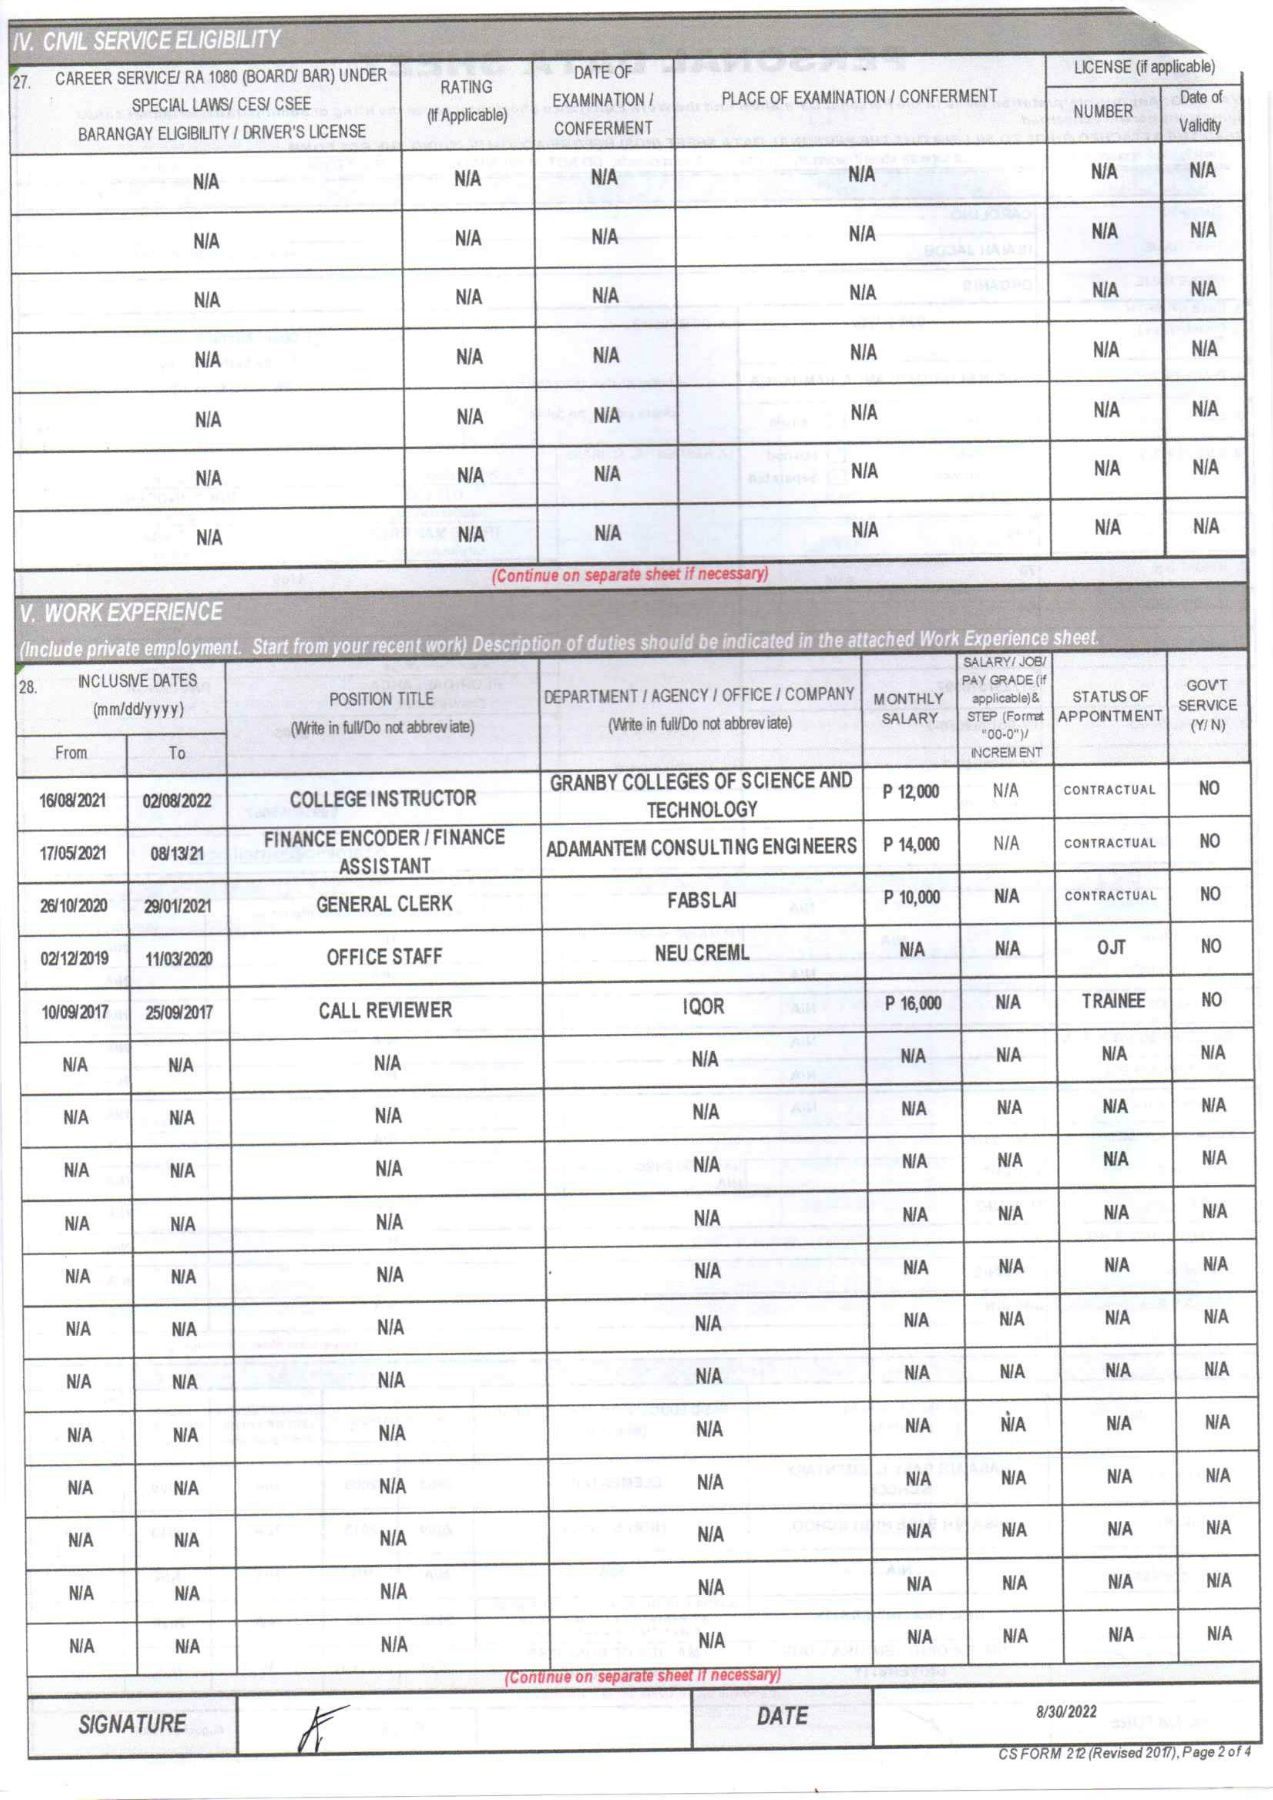 IV. CIVIL SERVICE ELIGIBILITY
27. CAREER SERVICE/ RA 1080 (BOARD/ BAR) UNDER SPECIAL LAWS/ CES/ CSEE BARANGAY ELIGIBILITY / DRIVER'S LICENSE
RATING (If Applicable)
DATE OF EXAMINATION / CONFERMENT
PLACE OF EXAMINATION / CONFERMENT
LICENSE (if applicable)
NUMBER
Date of Validity
N/A N/A N/A N/A N/A N/A
N/A N/A N/A N/A N/A N/A
N/A N/A N/A N/A N/A N/A
N/A N/A N/A N/A N/A N/A
N/A N/A N/A N/A N/A N/A
N/A N/A N/A N/A N/A N/A
N/A N/A N/A N/A N/A N/A
(Continue on separate sheet if necessary)
V. WORK EXPERIENCE
(Include private employment. Start from your recent work) Description of duties should be indicated in the attached Work Experience sheet.
28. INCLUSIVE DATES (mm/dd/yyyy)
From To
POSITION TITLE (Write in full/Do not abbreviate)
DEPARTMENT / AGENCY / OFFICE / COMPANY (Write in full/Do not abbreviate)
MONTHLY SALARY
SALARY/ JOB/ PAY GRADE (if applicable)& STEP (Format "00-0")/ INCREMENT
STATUS OF APPOINTMENT
GOV'T SERVICE (Y/ N)
16/08/2021 02/08/2022 COLLEGE INSTRUCTOR GRANBY COLLEGES OF SCIENCE AND TECHNOLOGY P 12,000 N/A CONTRACTUAL NO
17/05/2021 08/13/21 FINANCE ENCODER / FINANCE ASSISTANT ADAMANTEM CONSULTING ENGINEERS P 14,000 N/A CONTRACTUAL NO
26/10/2020 29/01/2021 GENERAL CLERK FABSLAI P 10,000 N/A CONTRACTUAL NO
02/12/2019 11/03/2020 OFFICE STAFF NEU CREML N/A N/A OJT NO
10/09/2017 25/09/2017 CALL REVIEWER IQOR P 16,000 N/A TRAINEE NO
N/A N/A N/A N/A N/A N/A N/A N/A
N/A N/A N/A N/A N/A N/A N/A N/A
N/A N/A N/A N/A N/A N/A N/A N/A
N/A N/A N/A N/A N/A N/A N/A N/A
N/A N/A N/A N/A N/A N/A N/A N/A
N/A N/A N/A N/A N/A N/A N/A N/A
N/A N/A N/A N/A N/A N/A N/A N/A
N/A N/A N/A N/A N/A N/A N/A N/A
N/A N/A N/A N/A N/A N/A N/A N/A
N/A N/A N/A N/A N/A N/A N/A N/A
N/A N/A N/A N/A N/A N/A N/A N/A
N/A N/A N/A N/A N/A N/A N/A N/A
(Continue on separate sheet if necessary)
SIGNATURE DATE 8/30/2022
CS FORM 212 (Revised 2017), Page 2 of 4